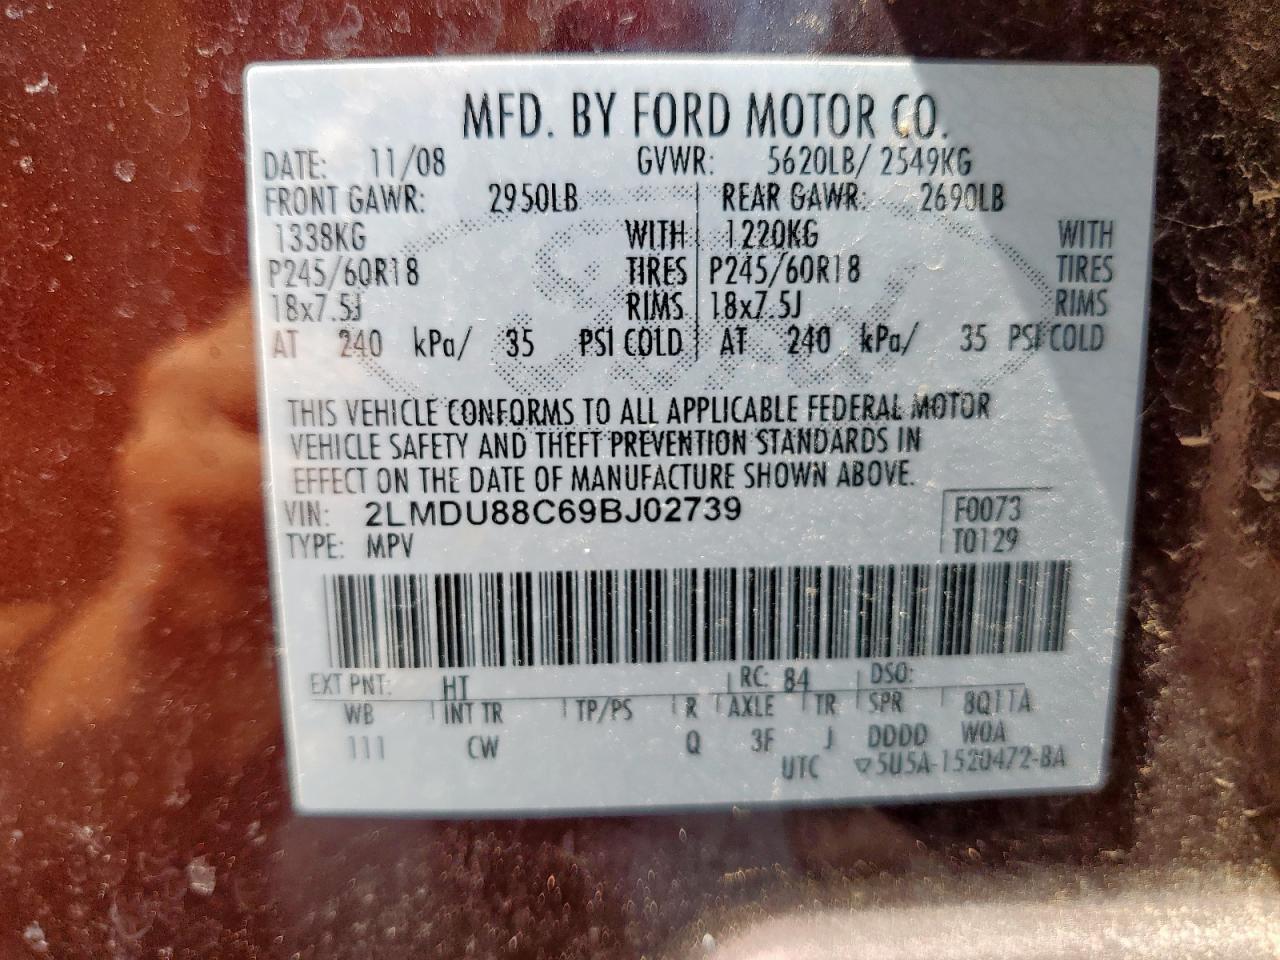 MFD. BY FORD MOTOR CO.
DATE: 11/08 GVWR: 5620LB/ 2549KG
FRONT GAWR: 2950LB REAR GAWR: 2690LB
1338KG WITH 1220KG WITH
P245/60R18 TIRES P245/60R18 TIRES
18x7.5J RIMS 18x7.5J RIMS
AT 240 kPa/ 35 PSI COLD AT 240 kPa/ 35 PSI COLD
THIS VEHICLE CONFORMS TO ALL APPLICABLE FEDERAL MOTOR
VEHICLE SAFETY AND THEFT PREVENTION STANDARDS IN
EFFECT ON THE DATE OF MANUFACTURE SHOWN ABOVE.
VIN: 2LMDU88C69BJ02739 F0073
TYPE: MPV T0129
EXT PNT: HT RC: 84 DSO:
WB INT TR TP/PS R AXLE TR SPR 8Q1TA
111 CW Q 3F J DDDD W0A
UTC ▽5U5A-1520472-BA